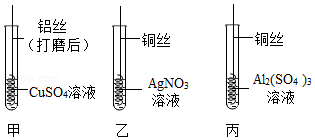 铝丝
(打磨后)
CuSO4溶液
甲
铜丝
AgNO3
溶液
乙
铜丝
Al2(SO4 )3
溶液
丙